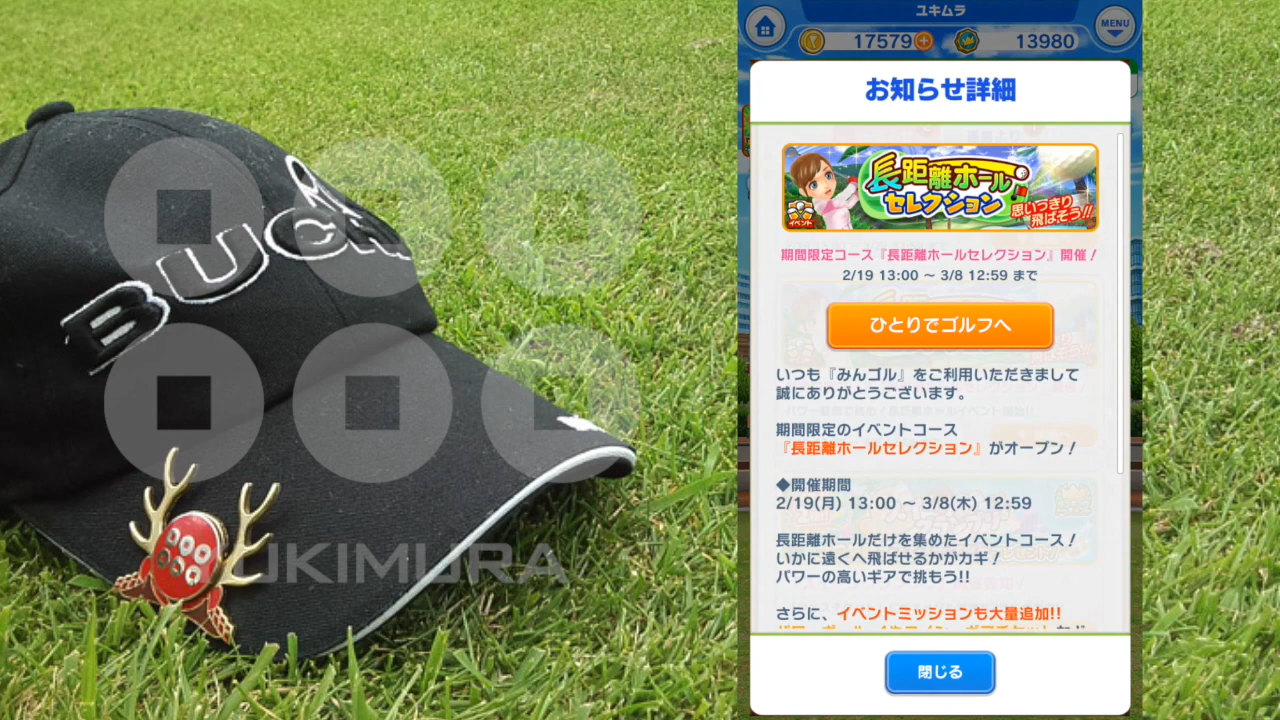 BUCK
YUKIMURA
ユキムラ
17579
13980
MENU
お知らせ詳細
長距離ホール
セレクション
思いっきり
飛ばそう!!
イベント
期間限定コース『長距離ホールセレクション』開催！
2/19 13:00 ～ 3/8 12:59 まで
ひとりでゴルフへ
いつも『みんゴル』をご利用いただきまして
誠にありがとうございます。
期間限定のイベントコース
『長距離ホールセレクション』がオープン！
◆開催期間
2/19(月) 13:00 ～ 3/8(木) 12:59
長距離ホールだけを集めたイベントコース！
いかに遠くへ飛ばせるかがカギ！
パワーの高いギアで挑もう!!
さらに、イベントミッションも大量追加!!
閉じる